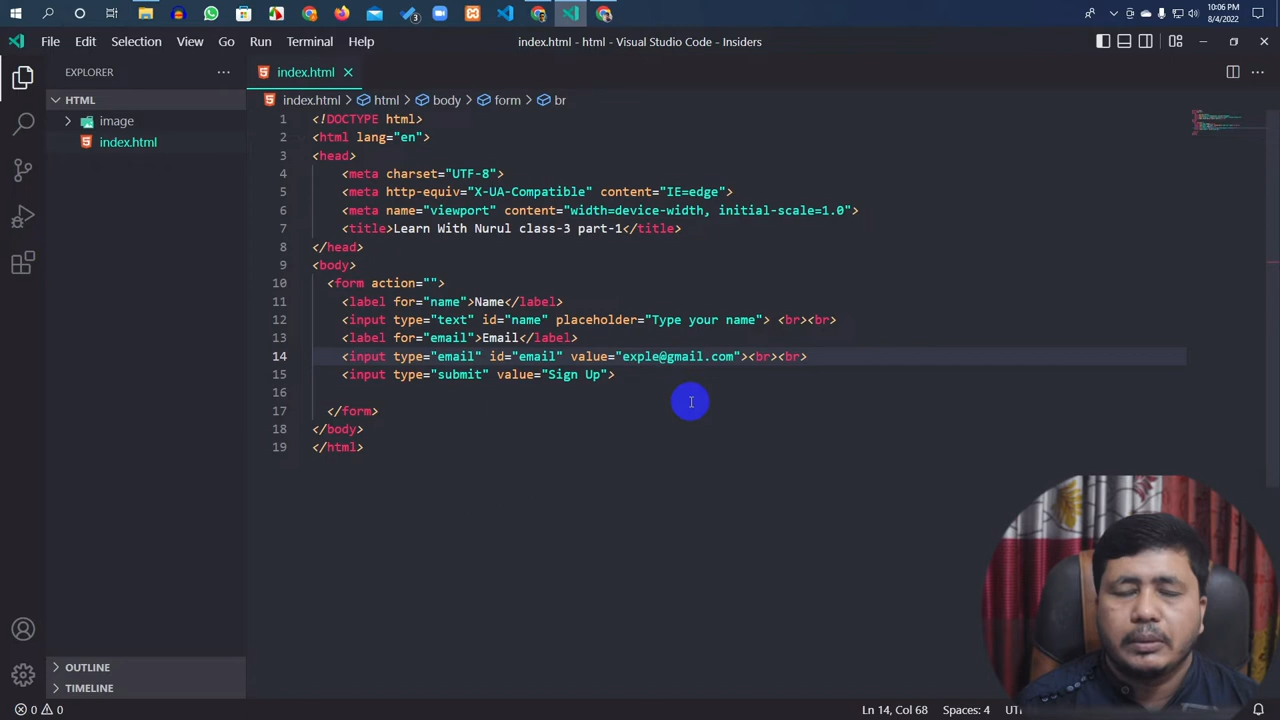 3
10:06 PM
8/4/2022
File Edit Selection View Go Run Terminal Help
index.html - html - Visual Studio Code - Insiders
EXPLORER
index.html
HTML
index.html > html > body > form > br
image
index.html
1 <!DOCTYPE html>
2 <html lang="en">
3 <head>
4 <meta charset="UTF-8">
5 <meta http-equiv="X-UA-Compatible" content="IE=edge">
6 <meta name="viewport" content="width=device-width, initial-scale=1.0">
7 <title>Learn With Nurul class-3 part-1</title>
8 </head>
9 <body>
10 <form action="">
11 <label for="name">Name</label>
12 <input type="text" id="name" placeholder="Type your name"> <br><br>
13 <label for="email">Email</label>
14 <input type="email" id="email" value="exple@gmail.com"><br><br>
15 <input type="submit" value="Sign Up">
16
17 </form>
18 </body>
19 </html>
OUTLINE
TIMELINE
0 0
Ln 14, Col 68 Spaces: 4